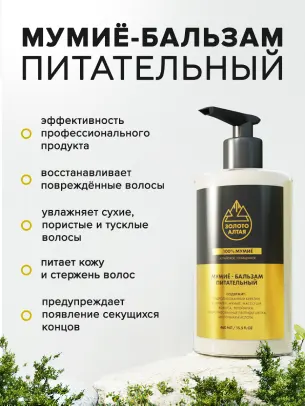 МУМИЁ-БАЛЬЗАМ
ПИТАТЕЛЬНЫЙ
эффективность
профессионального
продукта
восстанавливает
повреждённые волосы
увлажняет сухие,
пористые и тусклые
волосы
питает кожу
и стержень волос
предупреждает
появление секущихся
концов
ЗОЛОТО
АЛТАЯ
100% МУМИЁ
МУМИЁ - БАЛЬЗАМ
ПИТАТЕЛЬНЫЙ